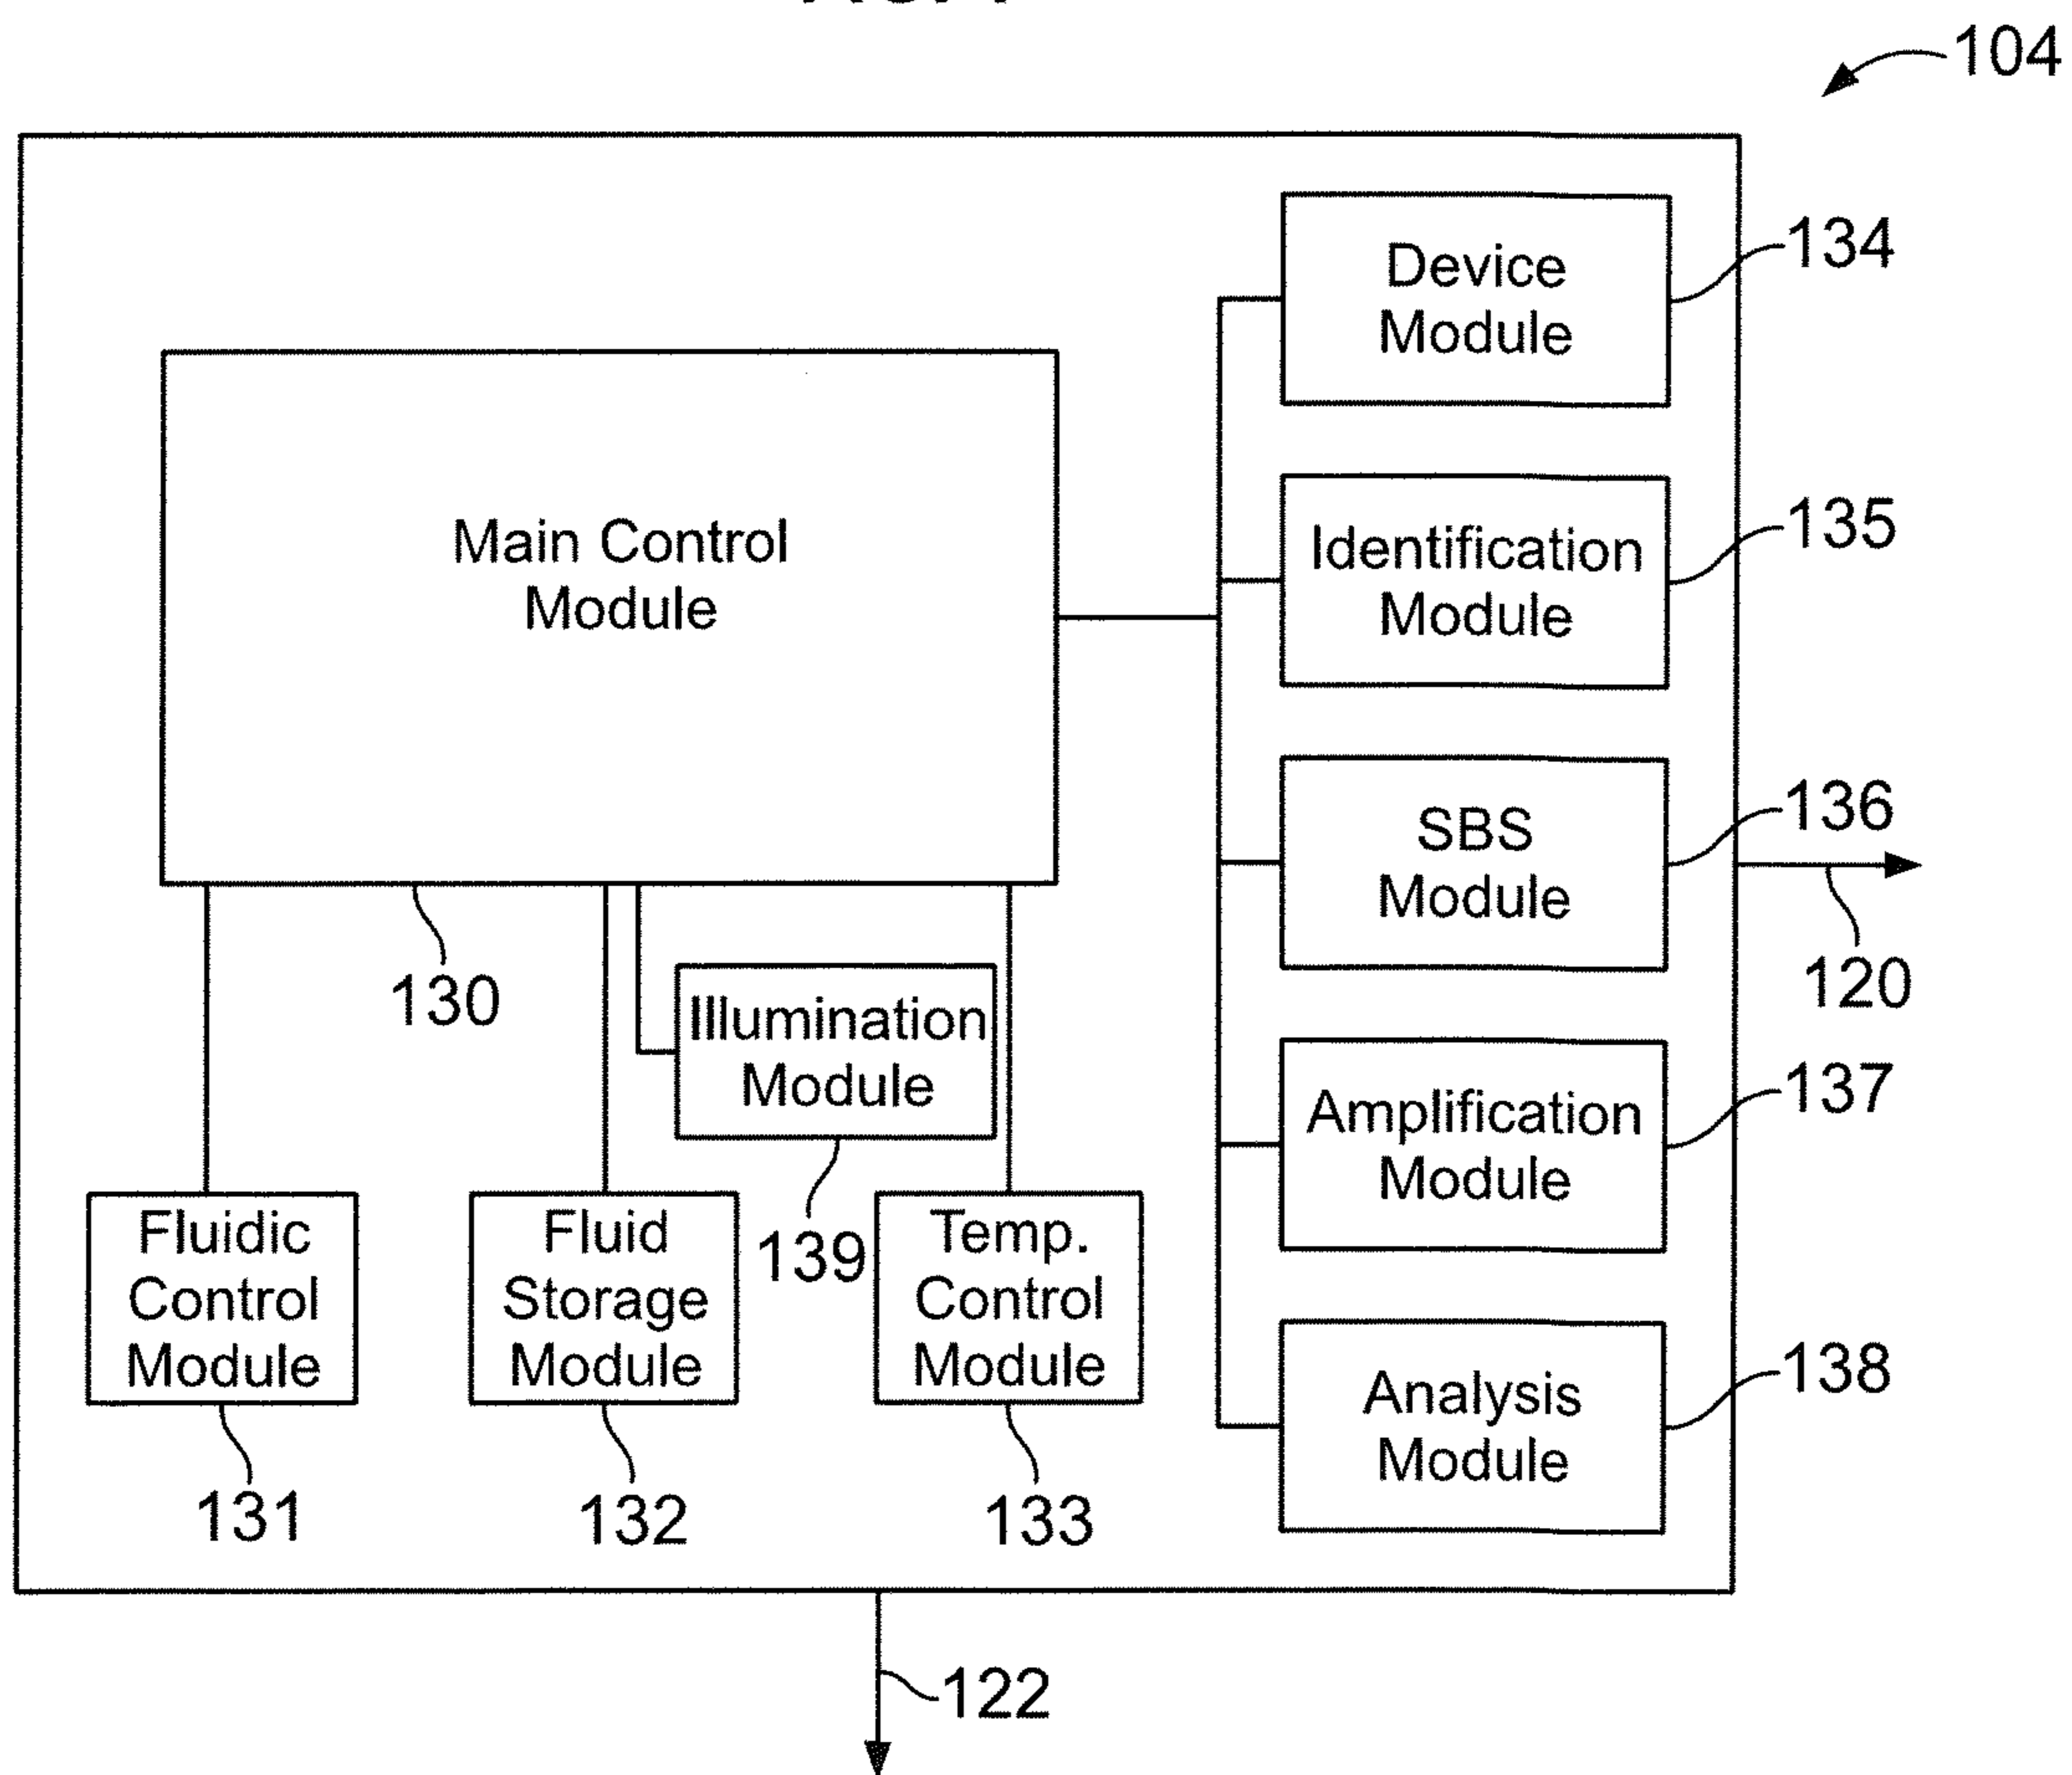 104
Device
Module
134
Main Control
Module
Identification
Module
135
SBS
Module
136
120
130
Illumination
Module
139
Amplification
Module
137
Fluidic
Control
Module
131
Fluid
Storage
Module
132
Temp.
Control
Module
133
Analysis
Module
138
122